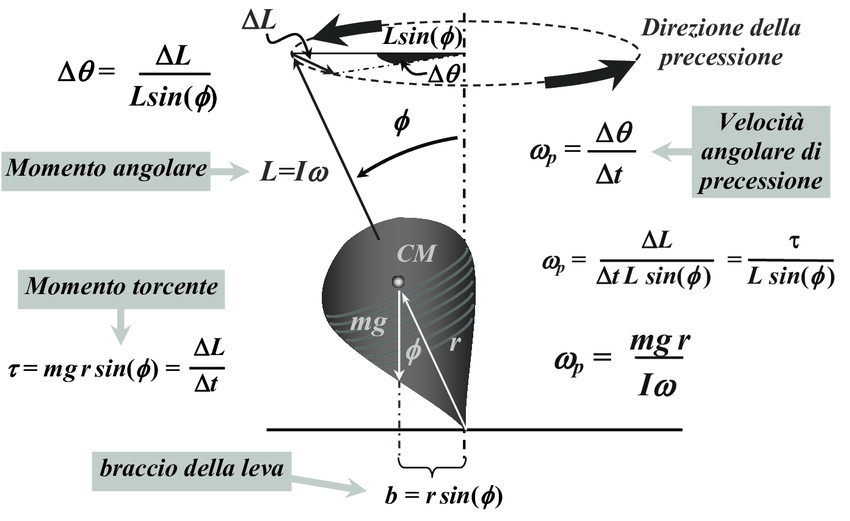 ΔL
Lsin(ϕ)
Direzione della
precessione
Δθ
Δθ = ΔL / Lsin(ϕ)
ϕ
Momento angolare
L=Iω
ωp = Δθ / Δt
Velocità
angolare di
precessione
CM
ωp = ΔL / Δt L sin(ϕ) = τ / L sin(ϕ)
Momento torcente
mg
r
ϕ
τ = mg r sin(ϕ) = ΔL / Δt
ωp = mg r / Iω
braccio della leva
b = r sin(ϕ)